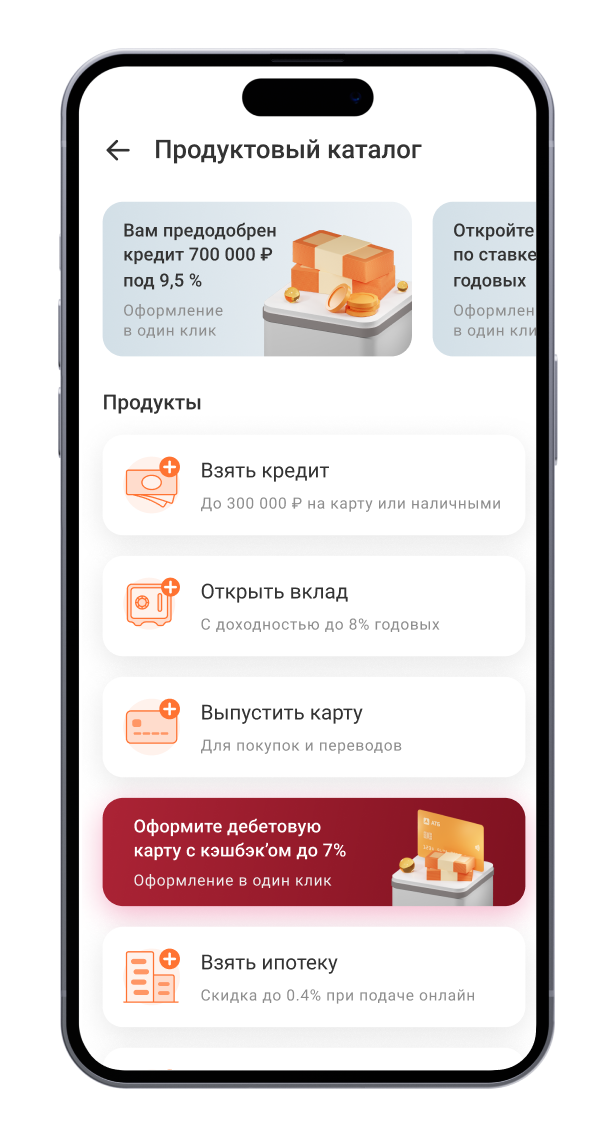 Продуктовый каталог
Вам предодобрен
кредит 700 000 ₽
под 9,5 %
Оформление
в один клик
Откройте
по ставке
годовых
Оформлен
в один кли
Продукты
Взять кредит
До 300 000 ₽ на карту или наличными
Открыть вклад
С доходностью до 8% годовых
Выпустить карту
Для покупок и переводов
Оформите дебетовую
карту с кэшбэк’ом до 7%
Оформление в один клик
АТБ
Взять ипотеку
Скидка до 0.4% при подаче онлайн